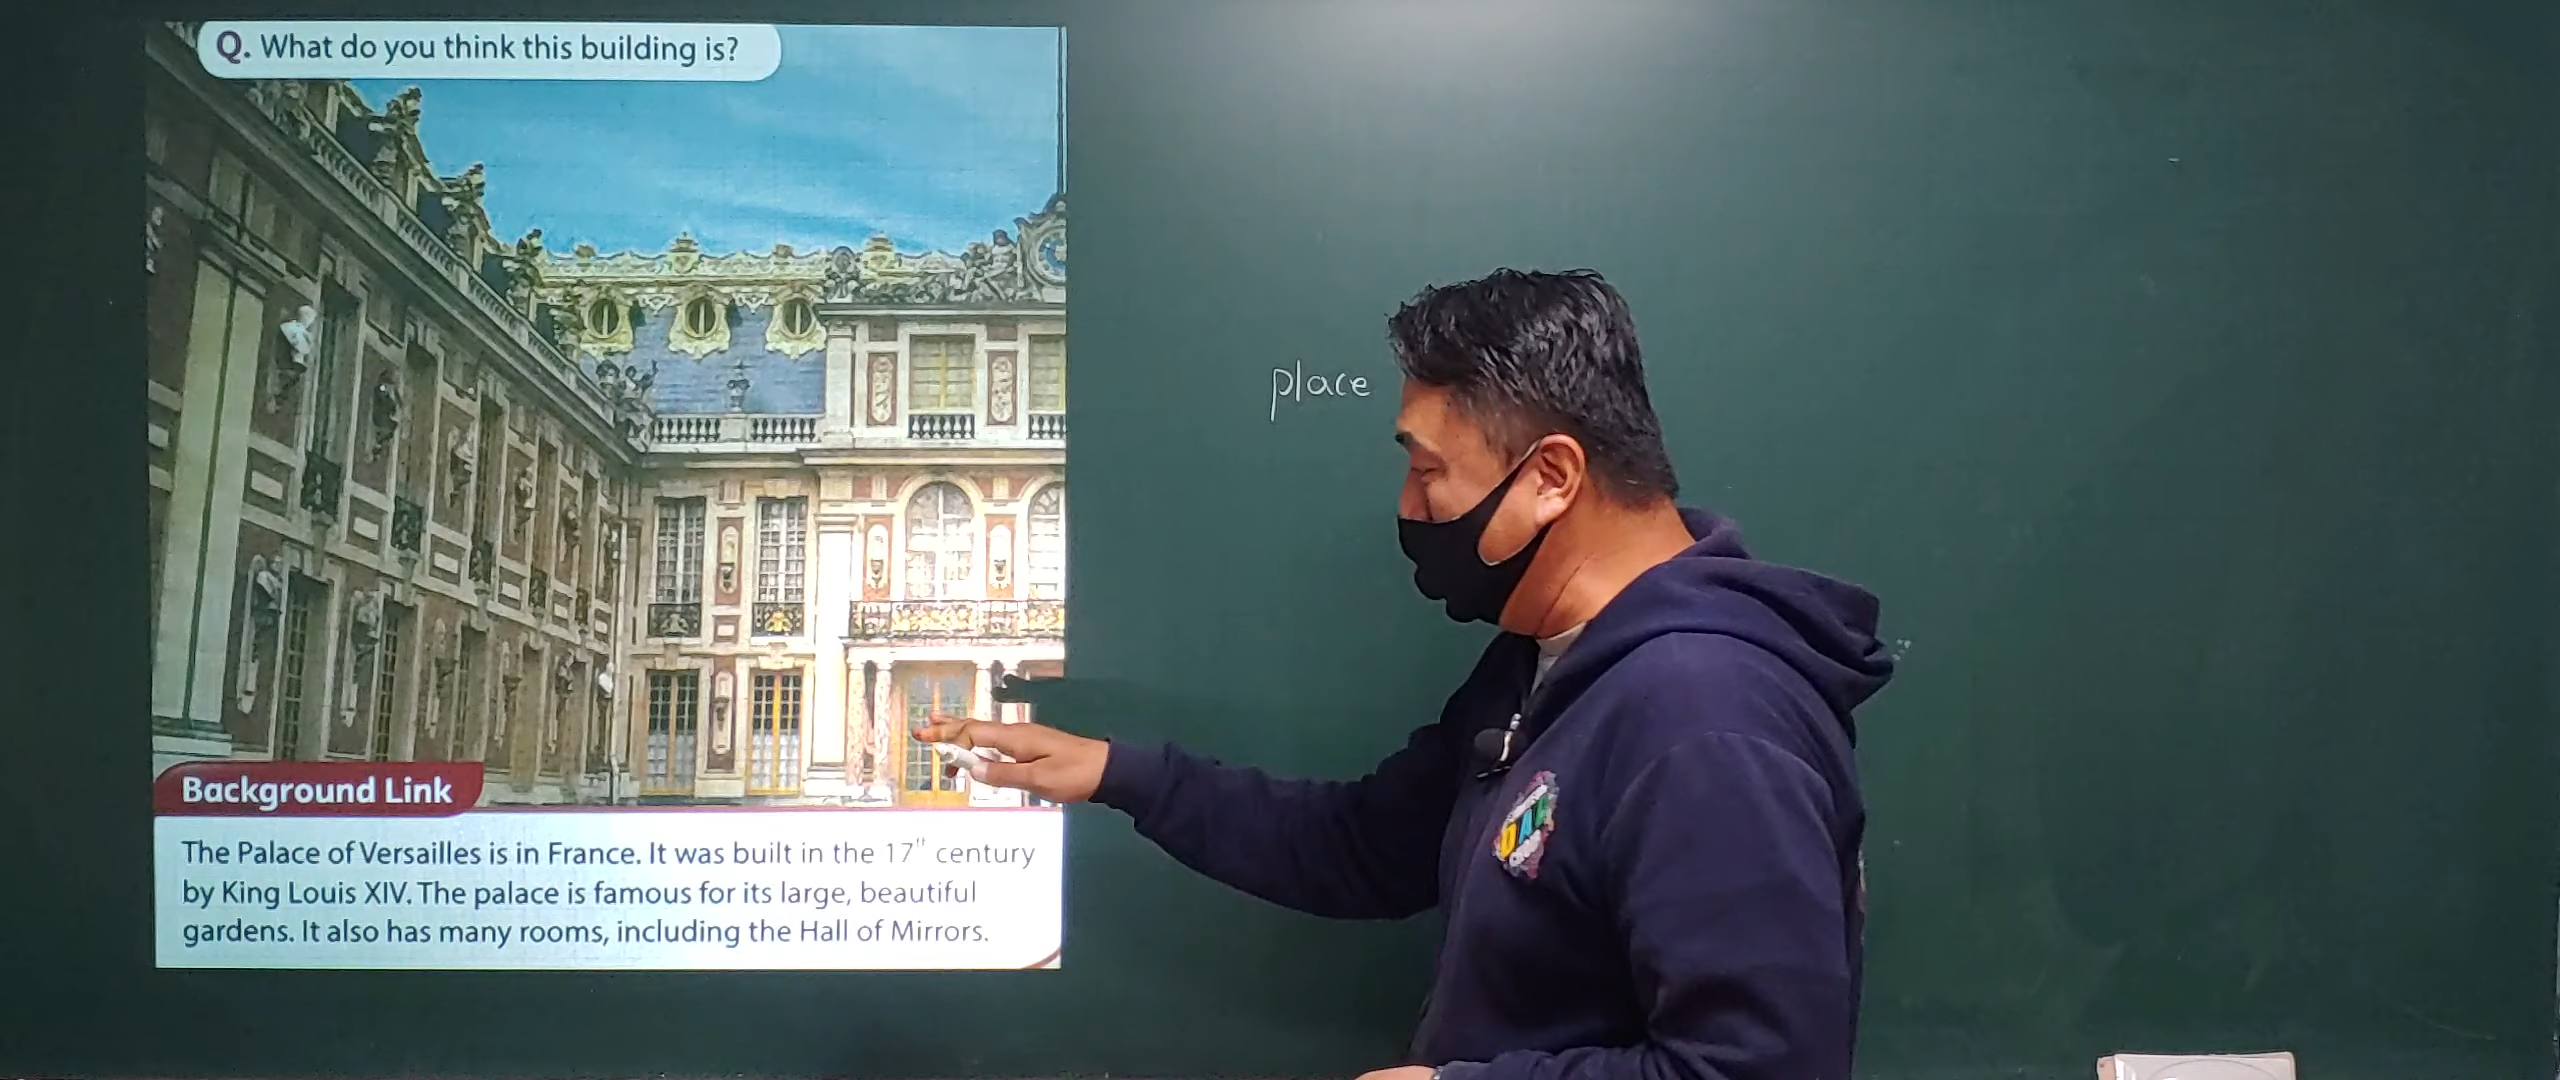 Q. What do you think this building is?
place
Background Link
The Palace of Versailles is in France. It was built in the 17th century
by King Louis XIV. The palace is famous for its large, beautiful
gardens. It also has many rooms, including the Hall of Mirrors.